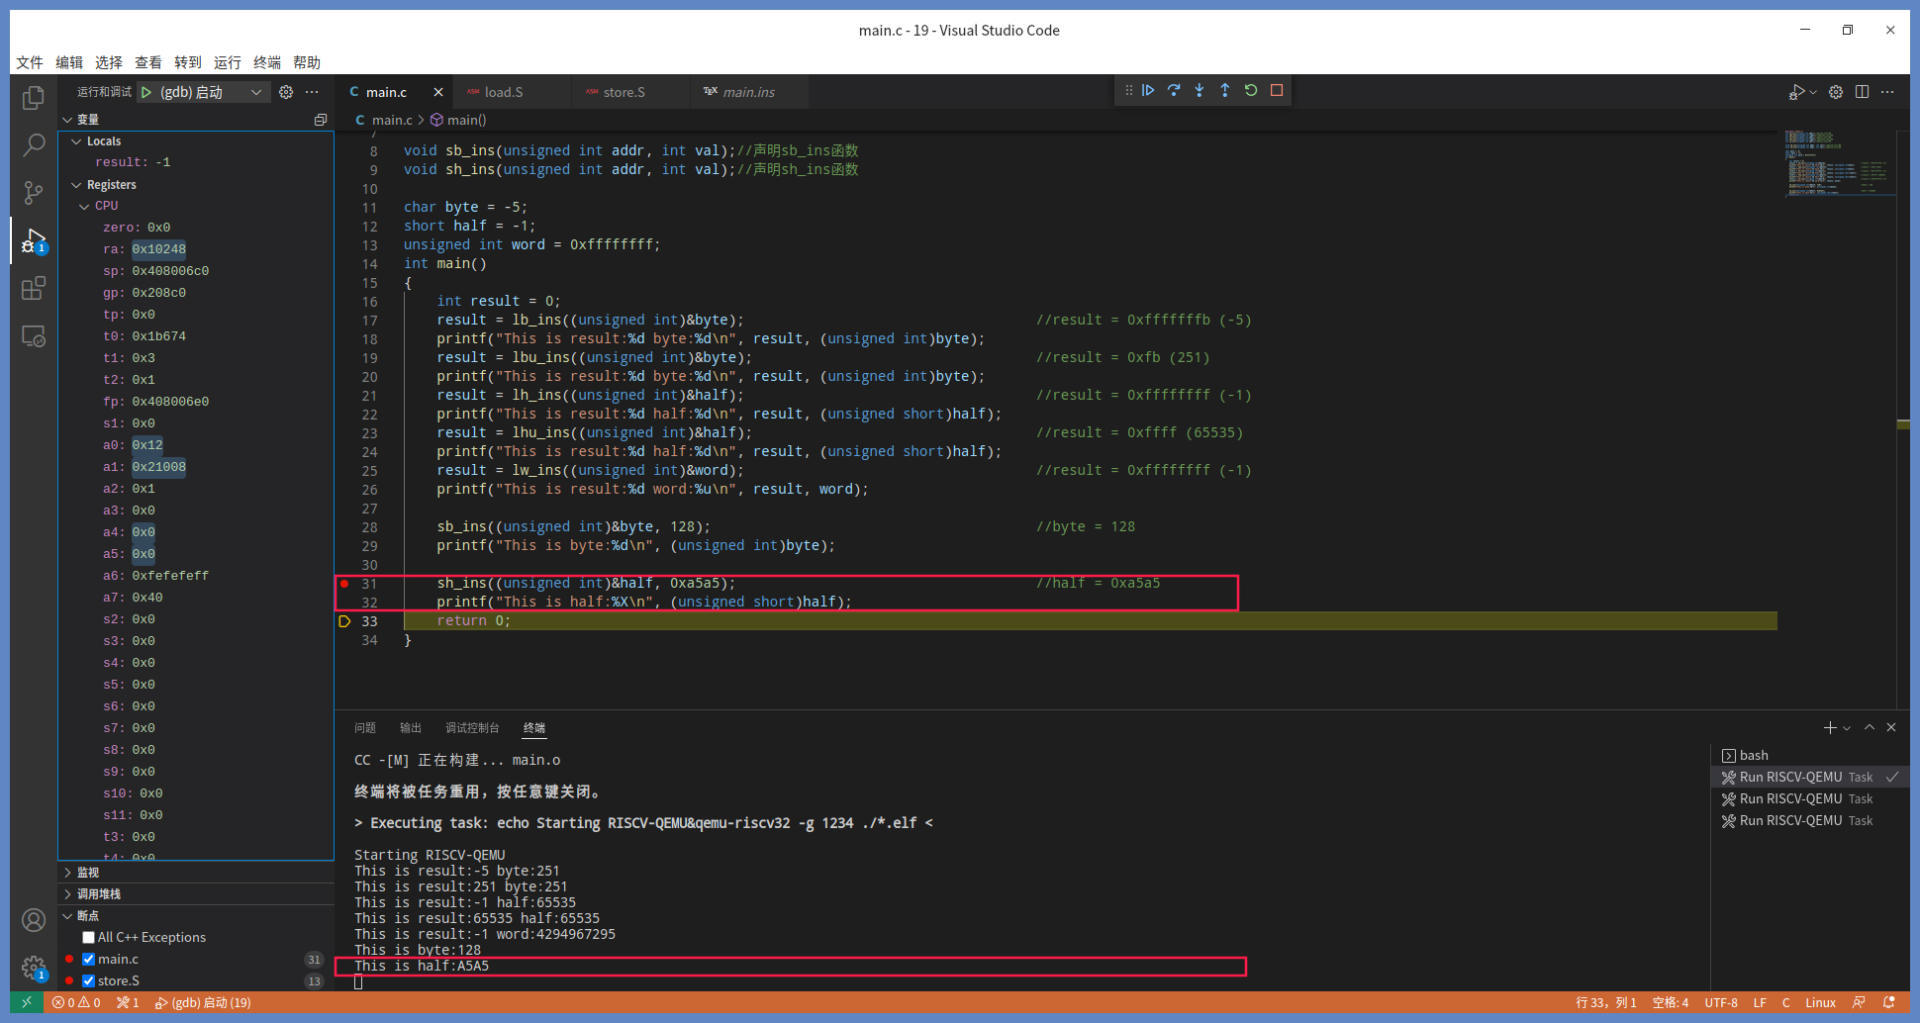 main.c - 19 - Visual Studio Code
文件 编辑 选择 查看 转到 运行 终端 帮助
运行和调试 (gdb) 启动
变量
Locals
result: -1
Registers
CPU
zero: 0x0
ra: 0x10248
sp: 0x408006c0
gp: 0x208c0
tp: 0x0
t0: 0x1b674
t1: 0x3
t2: 0x1
fp: 0x408006e0
s1: 0x0
a0: 0x12
a1: 0x21008
a2: 0x1
a3: 0x0
a4: 0x0
a5: 0x0
a6: 0xfefefeff
a7: 0x40
s2: 0x0
s3: 0x0
s4: 0x0
s5: 0x0
s6: 0x0
s7: 0x0
s8: 0x0
s9: 0x0
s10: 0x0
s11: 0x0
t3: 0x0
t4: 0x0
监视
调用堆栈
断点
All C++ Exceptions
main.c 31
store.S 13
C main.c ASM load.S ASM store.S TEX main.ins
C main.c > main()
7
8 void sb_ins(unsigned int addr, int val);//声明sb_ins函数
9 void sh_ins(unsigned int addr, int val);//声明sh_ins函数
10
11 char byte = -5;
12 short half = -1;
13 unsigned int word = 0xffffffff;
14 int main()
15 {
16 int result = 0;
17 result = lb_ins((unsigned int)&byte); //result = 0xfffffffb (-5)
18 printf("This is result:%d byte:%d\n", result, (unsigned int)byte);
19 result = lbu_ins((unsigned int)&byte); //result = 0xfb (251)
20 printf("This is result:%d byte:%d\n", result, (unsigned int)byte);
21 result = lh_ins((unsigned int)&half); //result = 0xffffffff (-1)
22 printf("This is result:%d half:%d\n", result, (unsigned short)half);
23 result = lhu_ins((unsigned int)&half); //result = 0xffff (65535)
24 printf("This is result:%d half:%d\n", result, (unsigned short)half);
25 result = lw_ins((unsigned int)&word); //result = 0xffffffff (-1)
26 printf("This is result:%d word:%u\n", result, word);
27
28 sb_ins((unsigned int)&byte, 128); //byte = 128
29 printf("This is byte:%d\n", (unsigned int)byte);
30
31 sh_ins((unsigned int)&half, 0xa5a5); //half = 0xa5a5
32 printf("This is half:%X\n", (unsigned short)half);
33 return 0;
34 }
问题 输出 调试控制台 终端
CC -[M] 正在构建... main.o
终端将被任务重用，按任意键关闭。
> Executing task: echo Starting RISCV-QEMU&qemu-riscv32 -g 1234 ./*.elf <
Starting RISCV-QEMU
This is result:-5 byte:251
This is result:251 byte:251
This is result:-1 half:65535
This is result:65535 half:65535
This is result:-1 word:4294967295
This is byte:128
This is half:A5A5
bash
Run RISCV-QEMU Task
Run RISCV-QEMU Task
Run RISCV-QEMU Task
1
1
0 0 1 (gdb) 启动 (19) 行 33，列 1 空格: 4 UTF-8 LF C Linux